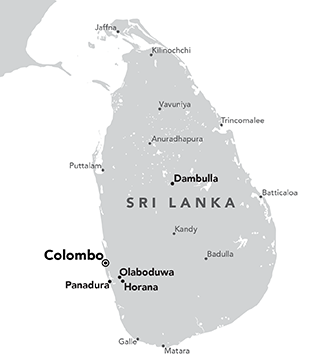 Jaffna
Kilinochchi
Vavuniya
Trincomalee
Anuradhapura
Puttalam
Dambulla
Batticaloa
SRI LANKA
Kandy
Badulla
Colombo
Olaboduwa
Panadura
Horana
Galle
Matara